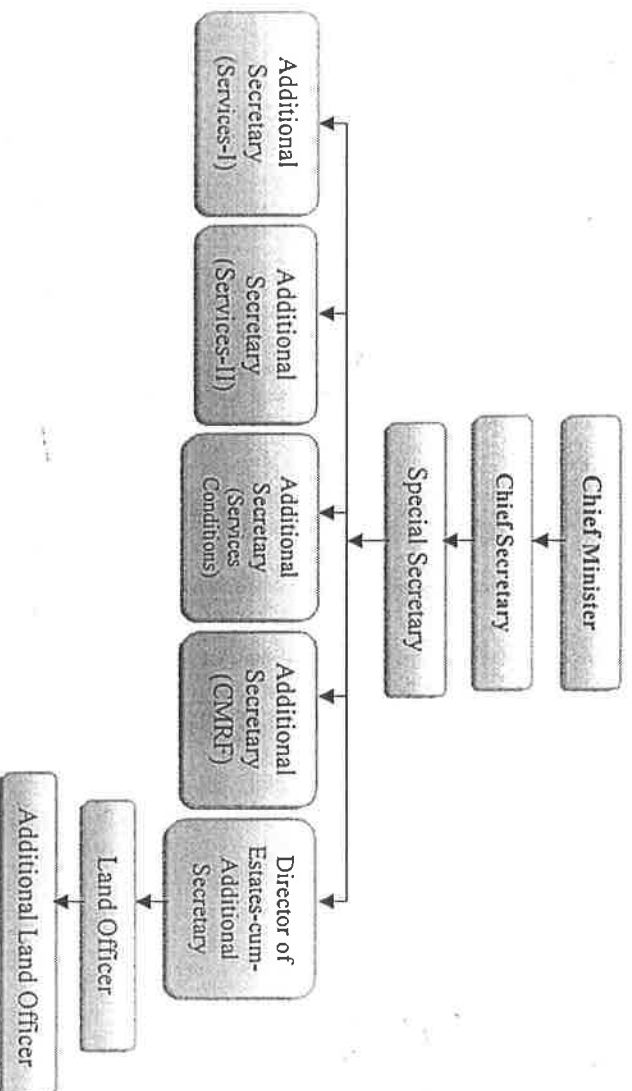 Chief Minister
Chief Secretary
Special Secretary
Additional
Secretary
(Services-I)
Additional
Secretary
(Services-II)
Additional
Secretary
(Services
Conditions)
Additional
Secretary
(CMRF)
Director of
Estates-cum-
Additional
Secretary
Land Officer
Additional Land Officer